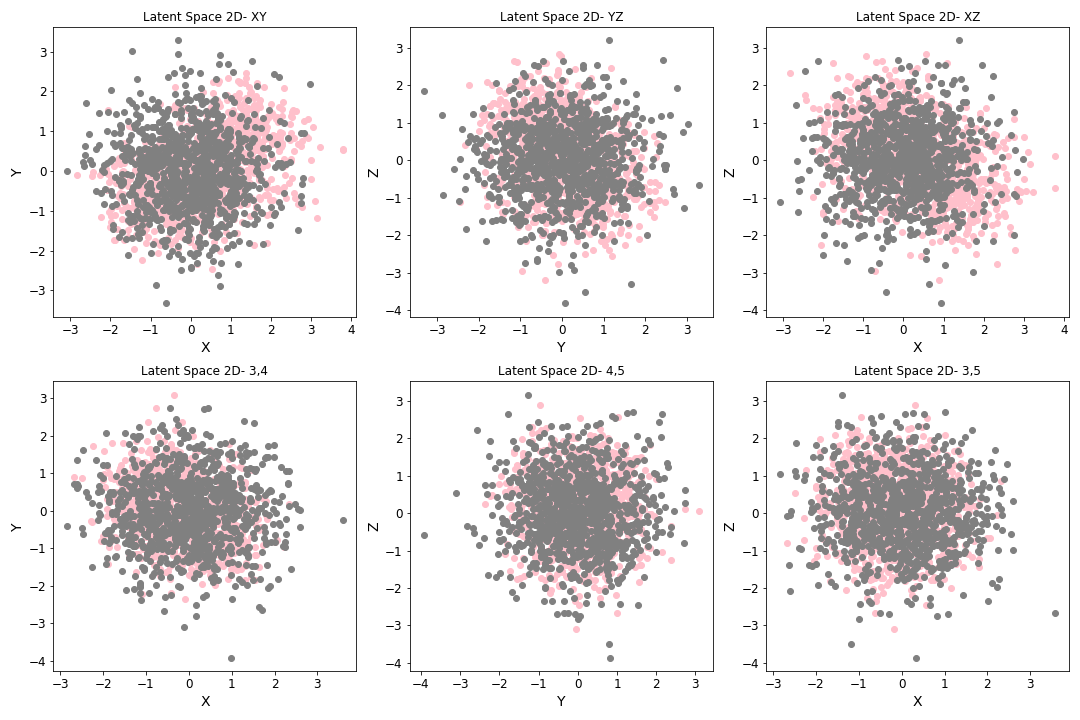 Latent Space 2D- XY
3
2
1
0
−1
−2
−3
Y
−3 −2 −1 0 1 2 3 4
X
Latent Space 2D- YZ
3
2
1
0
−1
−2
−3
−4
Z
−3 −2 −1 0 1 2 3
Y
Latent Space 2D- XZ
3
2
1
0
−1
−2
−3
−4
Z
−3 −2 −1 0 1 2 3 4
X
Latent Space 2D- 3,4
3
2
1
0
−1
−2
−3
−4
Y
−3 −2 −1 0 1 2 3
X
Latent Space 2D- 4,5
3
2
1
0
−1
−2
−3
−4
Z
−4 −3 −2 −1 0 1 2 3
Y
Latent Space 2D- 3,5
3
2
1
0
−1
−2
−3
−4
Z
−3 −2 −1 0 1 2 3
X